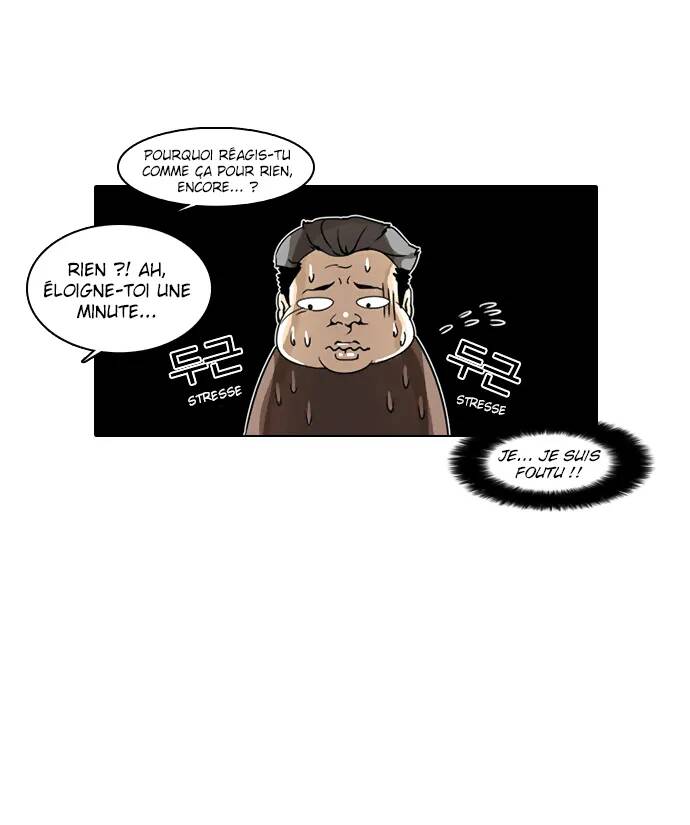 POURQUOI RÉAGIS-TU
COMME ÇA POUR RIEN,
ENCORE... ?
RIEN ?! AH,
ÉLOIGNE-TOI UNE
MINUTE...
두근
STRESSE
두근
STRESSE
JE... JE SUIS
FOUTU !!